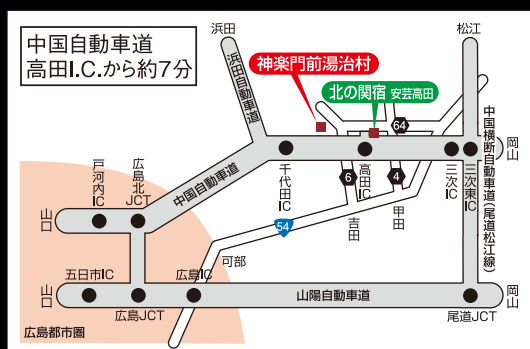 中国自動車道
高田I.C.から約7分
浜田
松江
神楽門前湯治村
北の関宿 安芸高田
浜田自動車道
64
中国横断自動車道(尾道松江線)
岡山
戸河内IC
広島北JCT
中国自動車道
千代田IC
高田IC
三次IC
三次東IC
6
4
吉田
甲田
54
山口
可部
五日市IC
広島IC
山口
山陽自動車道
岡山
広島JCT
尾道JCT
広島都市圏